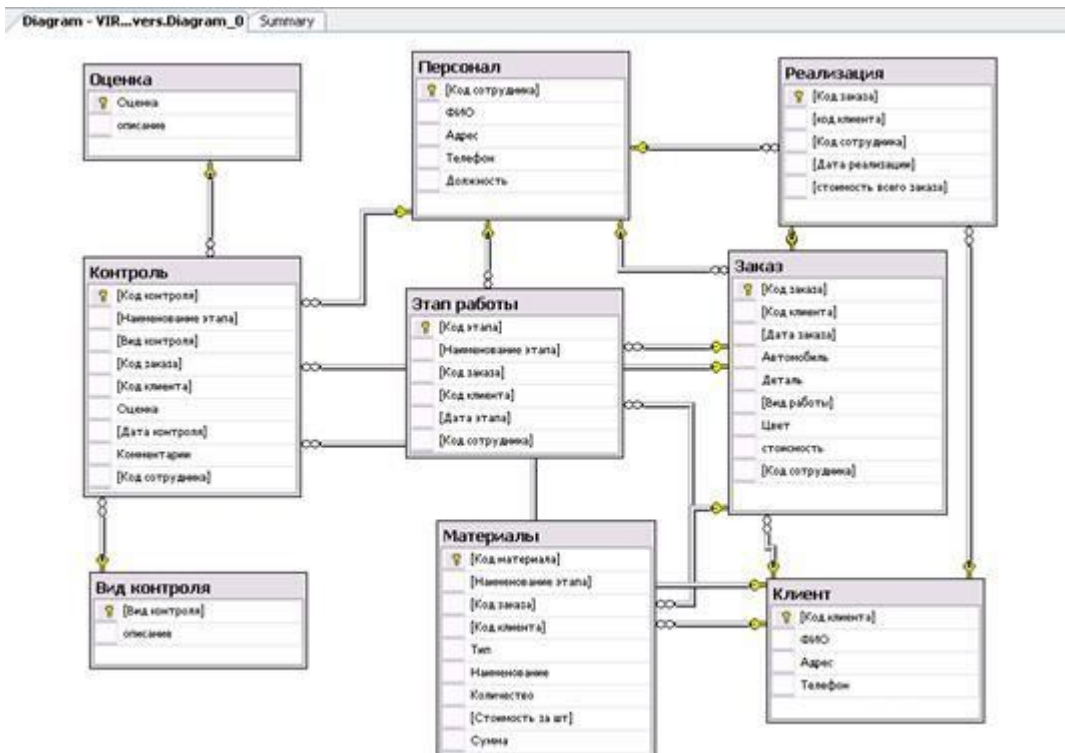 Diagram - VIR...vers.Diagram_0 Summary
Оценка
Оценка
описание
Персонал
[Код сотрудника]
ФИО
Адрес
Телефон
Должность
Реализация
[Код заказа]
[код клиента]
[Код сотрудника]
[Дата реализации]
[стоимость всего заказа]
Контроль
[Код контроля]
[Наименование этапа]
[Вид контроля]
[Код заказа]
[Код клиента]
Оценка
[Дата контроля]
Комментарии
[Код сотрудника]
Этап работы
[Код этапа]
[Наименование этапа]
[Код заказа]
[Код клиента]
[Дата этапа]
[Код сотрудника]
Заказ
[Код заказа]
[Код клиента]
[Дата заказа]
Автомобиль
Деталь
[Вид работы]
Цвет
стоимость
[Код сотрудника]
Вид контроля
[Вид контроля]
описание
Материалы
[Код материала]
[Наименование этапа]
[Код заказа]
[Код клиента]
Тип
Наименование
Количество
[Стоимость за шт]
Сумма
Клиент
[Код клиента]
ФИО
Адрес
Телефон